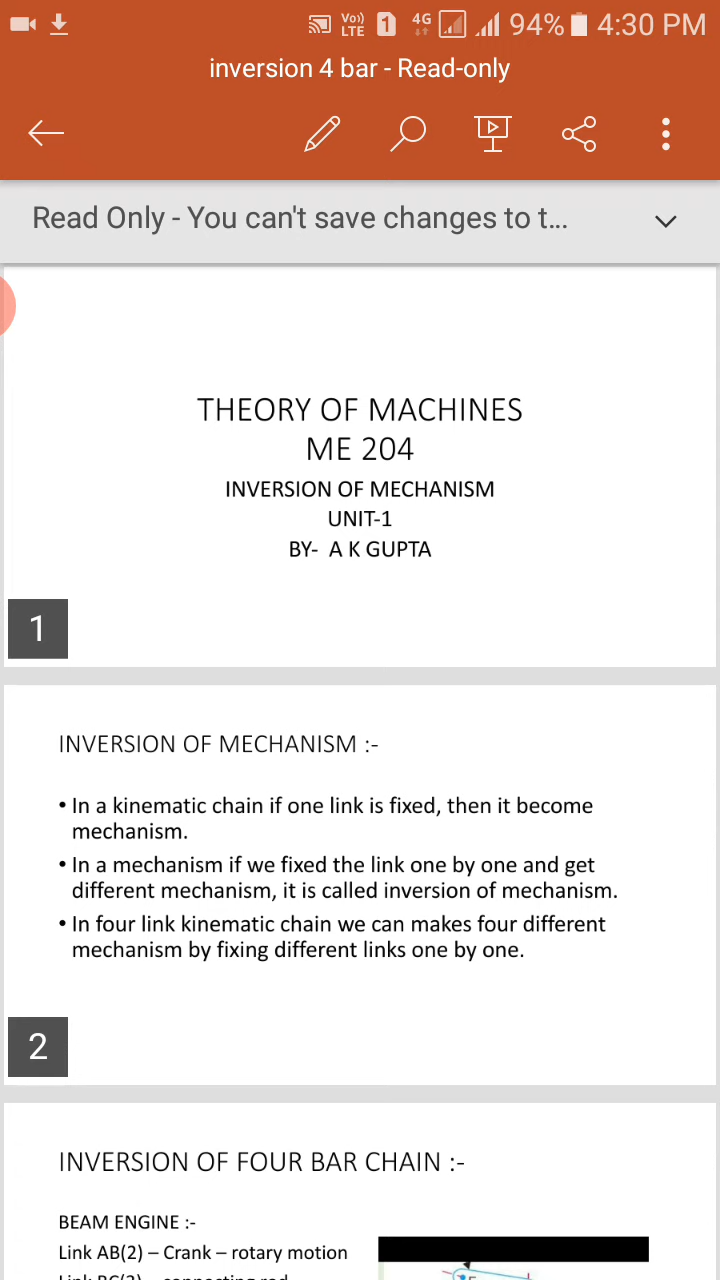 Vo)) LTE 1 4G 94% 4:30 PM
inversion 4 bar - Read-only
Read Only - You can't save changes to t...
THEORY OF MACHINES
ME 204
INVERSION OF MECHANISM
UNIT-1
BY- A K GUPTA
1
INVERSION OF MECHANISM :-
• In a kinematic chain if one link is fixed, then it become
mechanism.
• In a mechanism if we fixed the link one by one and get
different mechanism, it is called inversion of mechanism.
• In four link kinematic chain we can makes four different
mechanism by fixing different links one by one.
2
INVERSION OF FOUR BAR CHAIN :-
BEAM ENGINE :-
Link AB(2) – Crank – rotary motion